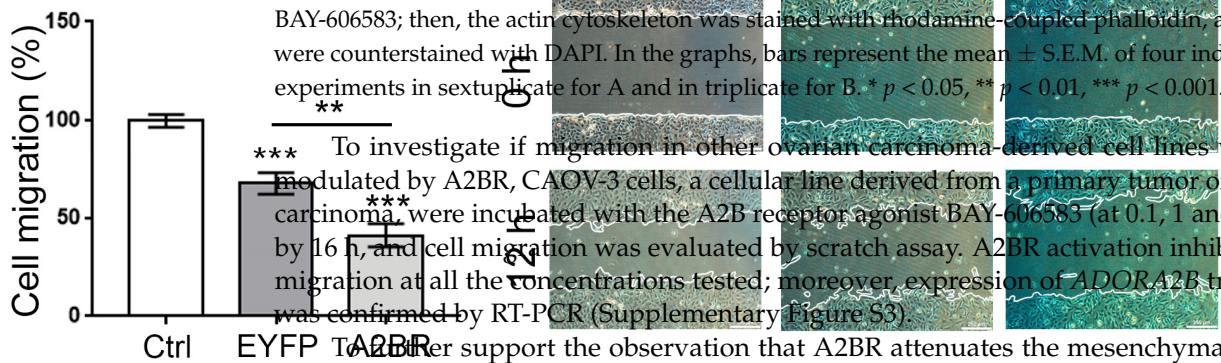 150
100
50
0
Cell migration (%)
**
***
***
Ctrl EYFP A2BR
0 h
12 h
BAY-606583; then, the actin cytoskeleton was stained with rhodamine-coupled phalloidin,
were counterstained with DAPI. In the graphs, bars represent the mean ± S.E.M. of four
experiments in sextuplicate for A and in triplicate for B. * p < 0.05, ** p < 0.01, *** p < 0.001.
To investigate if migration in other ovarian carcinoma-derived cell lines
modulated by A2BR, CAOV-3 cells, a cellular line derived from a primary tumor
carcinoma, were incubated with the A2B receptor agonist BAY-606583 (at 0.1, 1
by 16 h, and cell migration was evaluated by scratch assay. A2BR activation
migration at all the concentrations tested; moreover, expression of ADORA2B
was confirmed by RT-PCR (Supplementary Figure S3).
To further support the observation that A2BR attenuates the